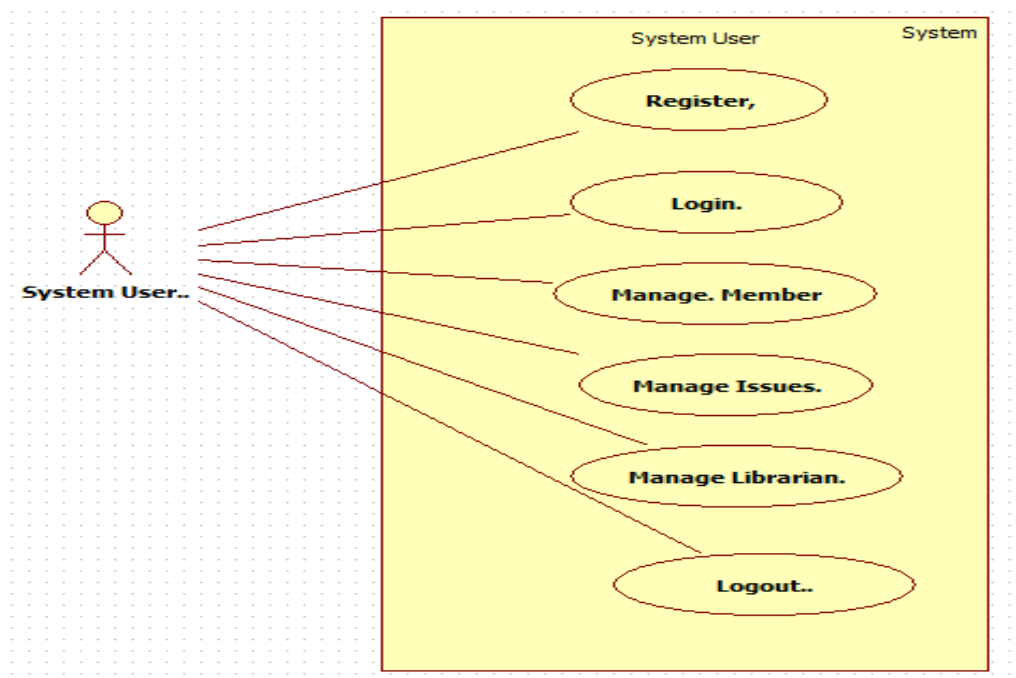 System
System User
Register,
Login.
Manage. Member
System User..
Manage Issues.
Manage Librarian.
Logout..